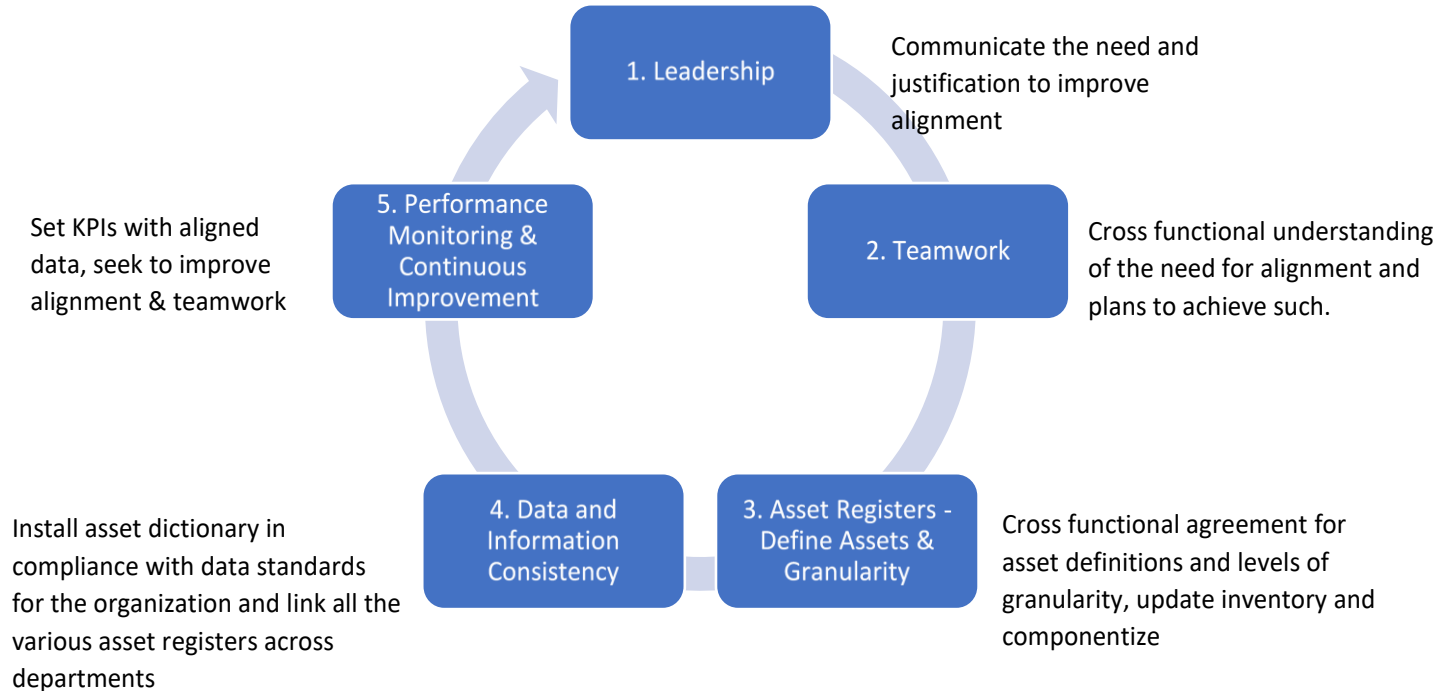 1. Leadership
Communicate the need and
justification to improve
alignment
2. Teamwork
Cross functional understanding
of the need for alignment and
plans to achieve such.
3. Asset Registers -
Define Assets &
Granularity
Cross functional agreement for
asset definitions and levels of
granularity, update inventory and
componentize
4. Data and
Information
Consistency
Install asset dictionary in
compliance with data standards
for the organization and link all the
various asset registers across
departments
5. Performance
Monitoring &
Continuous
Improvement
Set KPIs with aligned
data, seek to improve
alignment & teamwork